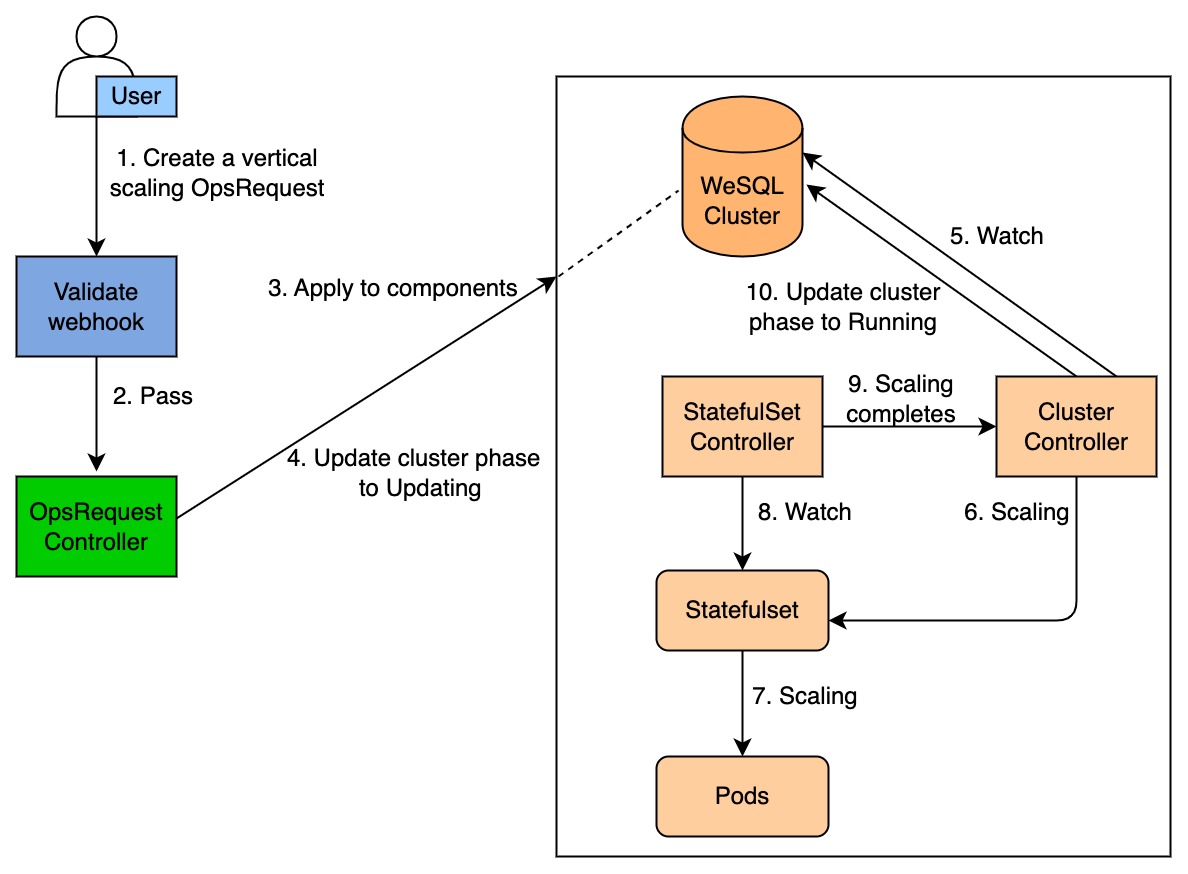 User
1. Create a vertical
scaling OpsRequest
Validate
webhook
2. Pass
OpsRequest
Controller
3. Apply to components
4. Update cluster phase
to Updating
WeSQL
Cluster
5. Watch
10. Update cluster
phase to Running
StatefulSet
Controller
9. Scaling
completes
Cluster
Controller
8. Watch
6. Scaling
Statefulset
7. Scaling
Pods